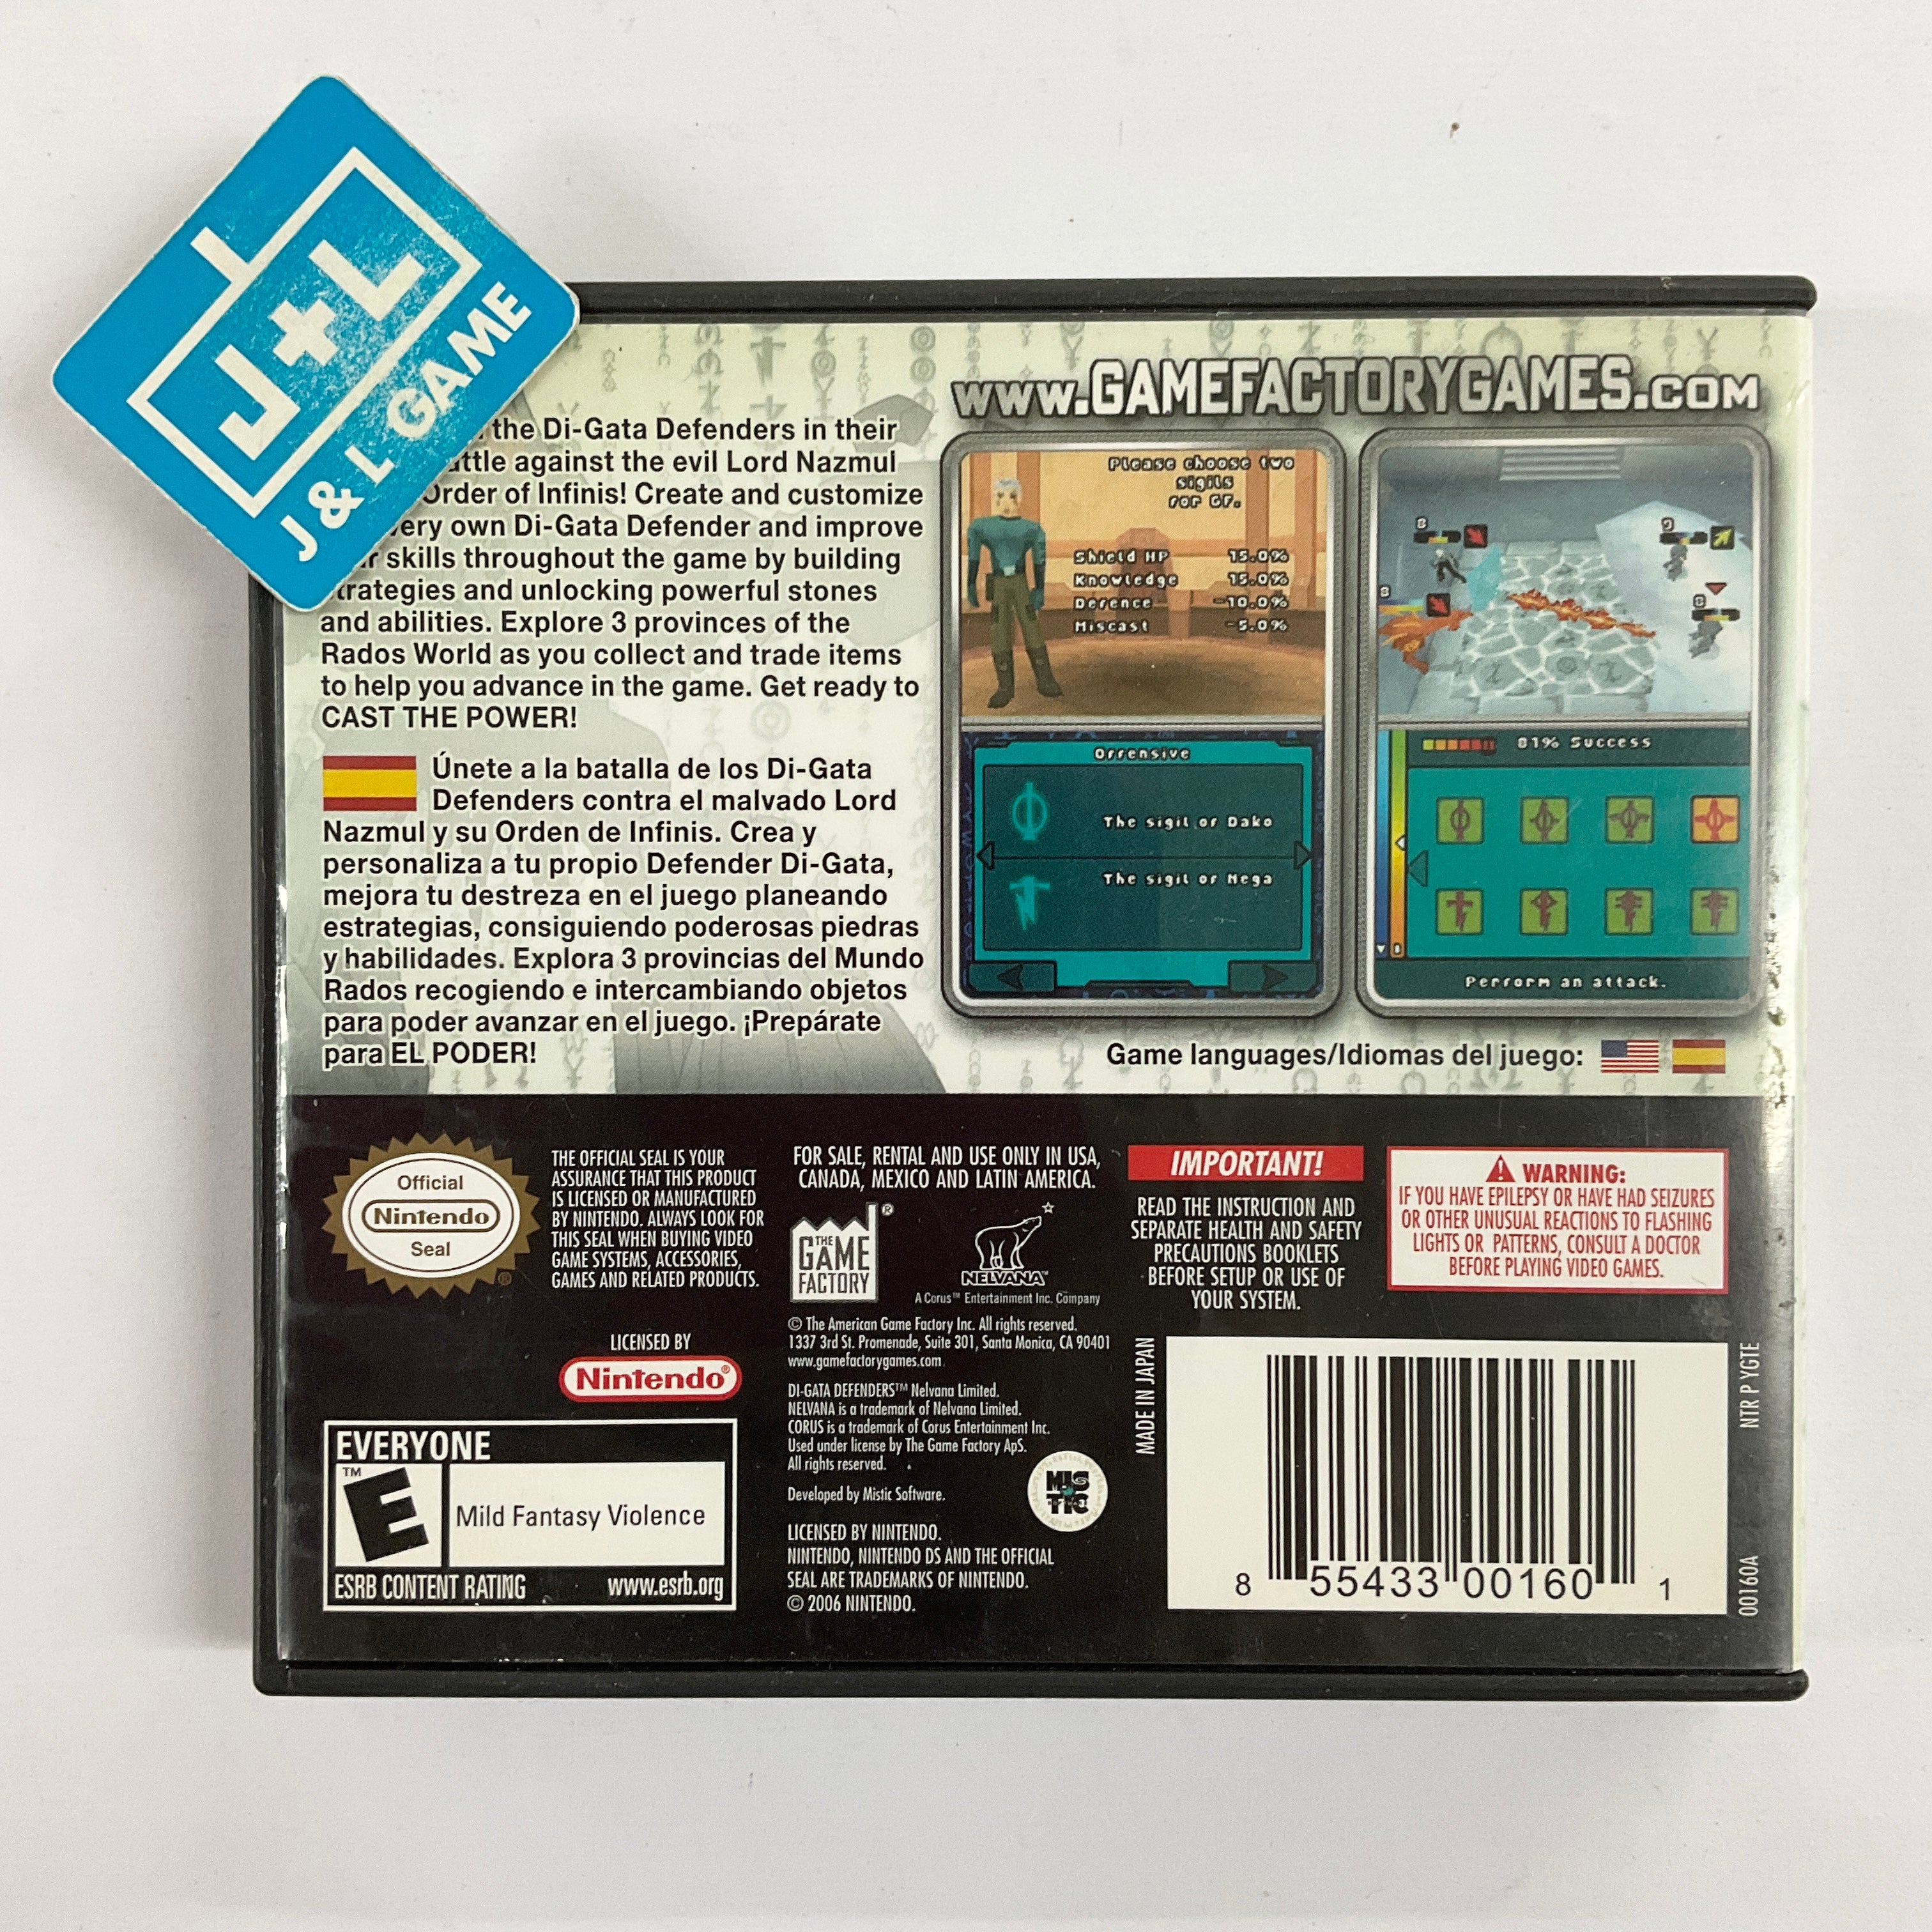 J+L
J & L GAME
www.GAMEFACTORYGAMES.com
the Di-Gata Defenders in their
against the evil Lord Nazmul
Order of Infinis! Create and customize
very own Di-Gata Defender and improve
skills throughout the game by building
strategies and unlocking powerful stones
and abilities. Explore 3 provinces of the
Rados World as you collect and trade items
to help you advance in the game. Get ready to
CAST THE POWER!
Únete a la batalla de los Di-Gata
Defenders contra el malvado Lord
Nazmul y su Orden de Infinis. Crea y
personaliza a tu propio Defender Di-Gata,
mejora tu destreza en el juego planeando
estrategias, consiguiendo poderosas piedras
y habilidades. Explora 3 provincias del Mundo
Rados recogiendo e intercambiando objetos
para poder avanzar en el juego. ¡Prepárate
para EL PODER!
Please choose two
sigils
for GF.
Shield HP 15.0%
Knowledge 15.0%
Defence -10.0%
Miscast -5.0%
Offensive
The sigil of Dako
The sigil of Nega
8
9
8
8
81% Success
0
Perform an attack.
Game languages/Idiomas del juego:
Official
Nintendo
Seal
®
THE OFFICIAL SEAL IS YOUR
ASSURANCE THAT THIS PRODUCT
IS LICENSED OR MANUFACTURED
BY NINTENDO. ALWAYS LOOK FOR
THIS SEAL WHEN BUYING VIDEO
GAME SYSTEMS, ACCESSORIES,
GAMES AND RELATED PRODUCTS.
LICENSED BY
Nintendo®
EVERYONE
™
E
Mild Fantasy Violence
ESRB CONTENT RATING www.esrb.org
FOR SALE, RENTAL AND USE ONLY IN USA,
CANADA, MEXICO AND LATIN AMERICA.
THE
GAME
FACTORY
®
NELVANA™
A Corus™ Entertainment Inc. Company
© The American Game Factory Inc. All rights reserved.
1337 3rd St. Promenade, Suite 301, Santa Monica, CA 90401
www.gamefactorygames.com
DI-GATA DEFENDERS™ Nelvana Limited.
NELVANA is a trademark of Nelvana Limited.
CORUS is a trademark of Corus Entertainment Inc.
Used under license by The Game Factory ApS.
All rights reserved.
Developed by Mistic Software.
MIS
TIC
LICENSED BY NINTENDO.
NINTENDO, NINTENDO DS AND THE OFFICIAL
SEAL ARE TRADEMARKS OF NINTENDO.
© 2006 NINTENDO.
IMPORTANT!
READ THE INSTRUCTION AND
SEPARATE HEALTH AND SAFETY
PRECAUTIONS BOOKLETS
BEFORE SETUP OR USE OF
YOUR SYSTEM.
WARNING:
IF YOU HAVE EPILEPSY OR HAVE HAD SEIZURES
OR OTHER UNUSUAL REACTIONS TO FLASHING
LIGHTS OR PATTERNS, CONSULT A DOCTOR
BEFORE PLAYING VIDEO GAMES.
MADE IN JAPAN
8 55433 00160 1
NTR P YGTE
00160A